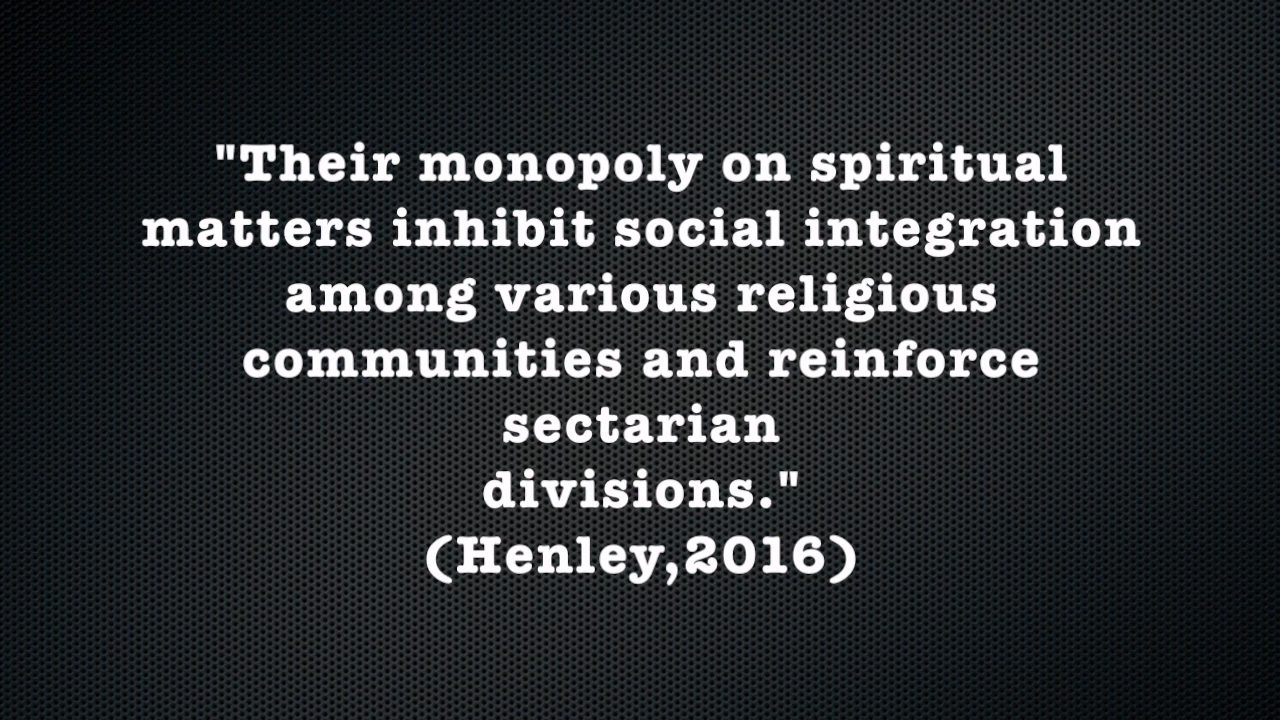 "Their monopoly on spiritual
matters inhibit social integration
among various religious
communities and reinforce
sectarian
divisions."
(Henley,2016)